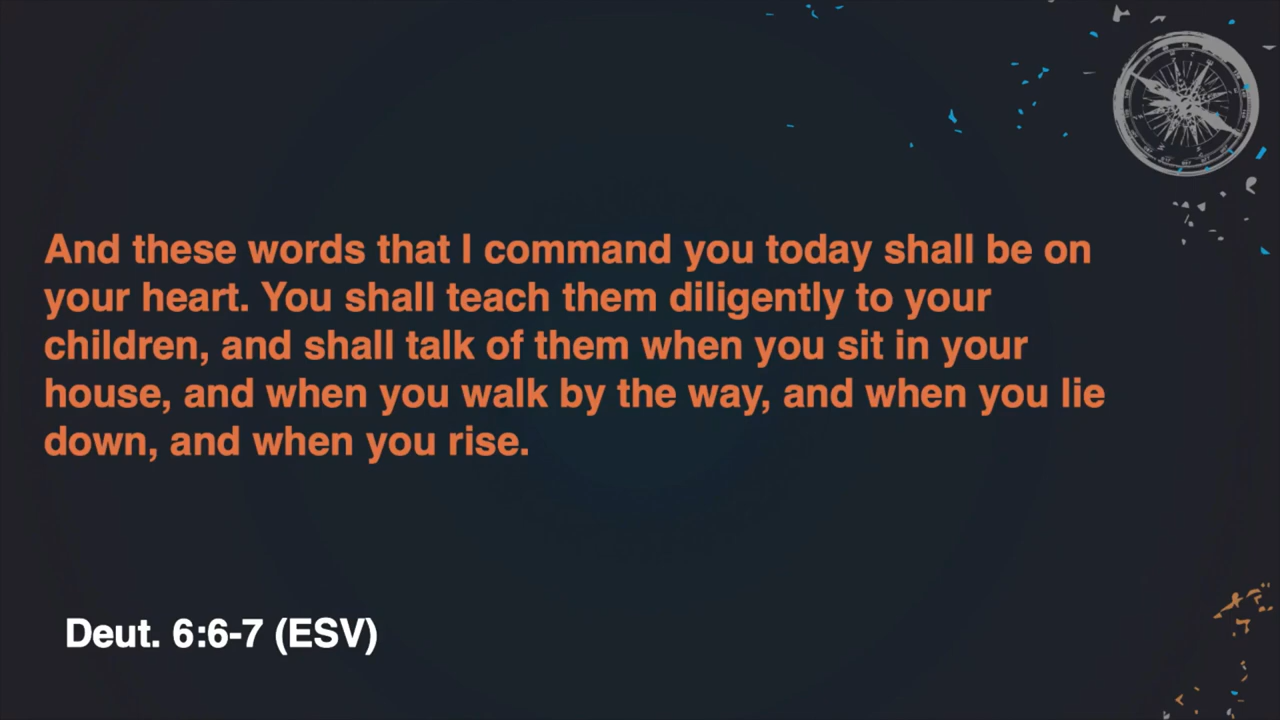 And these words that I command you today shall be on
your heart. You shall teach them diligently to your
children, and shall talk of them when you sit in your
house, and when you walk by the way, and when you lie
down, and when you rise.
Deut. 6:6-7 (ESV)